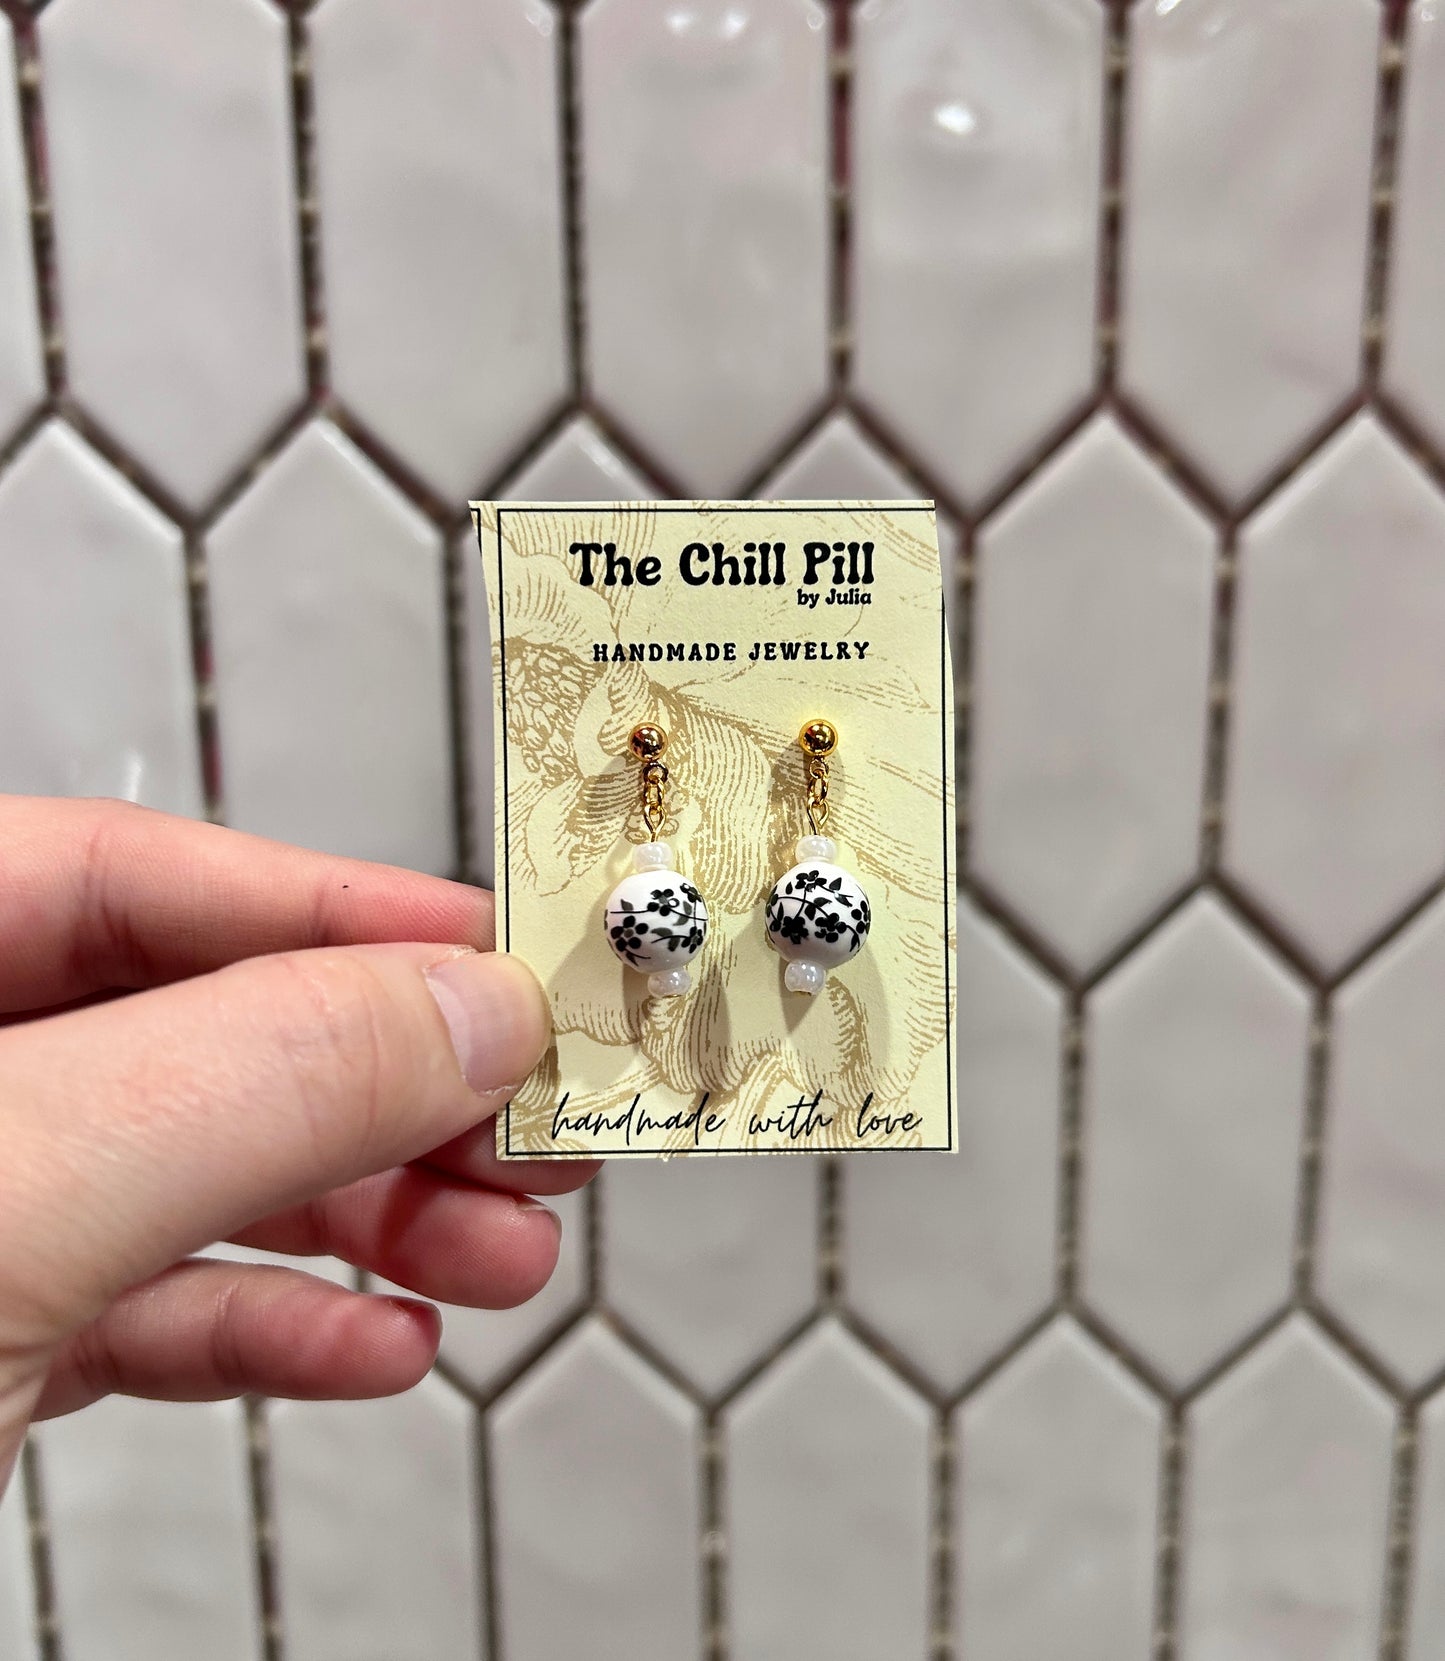 The Chill Pill
by Julia
HANDMADE JEWELRY
handmade with love